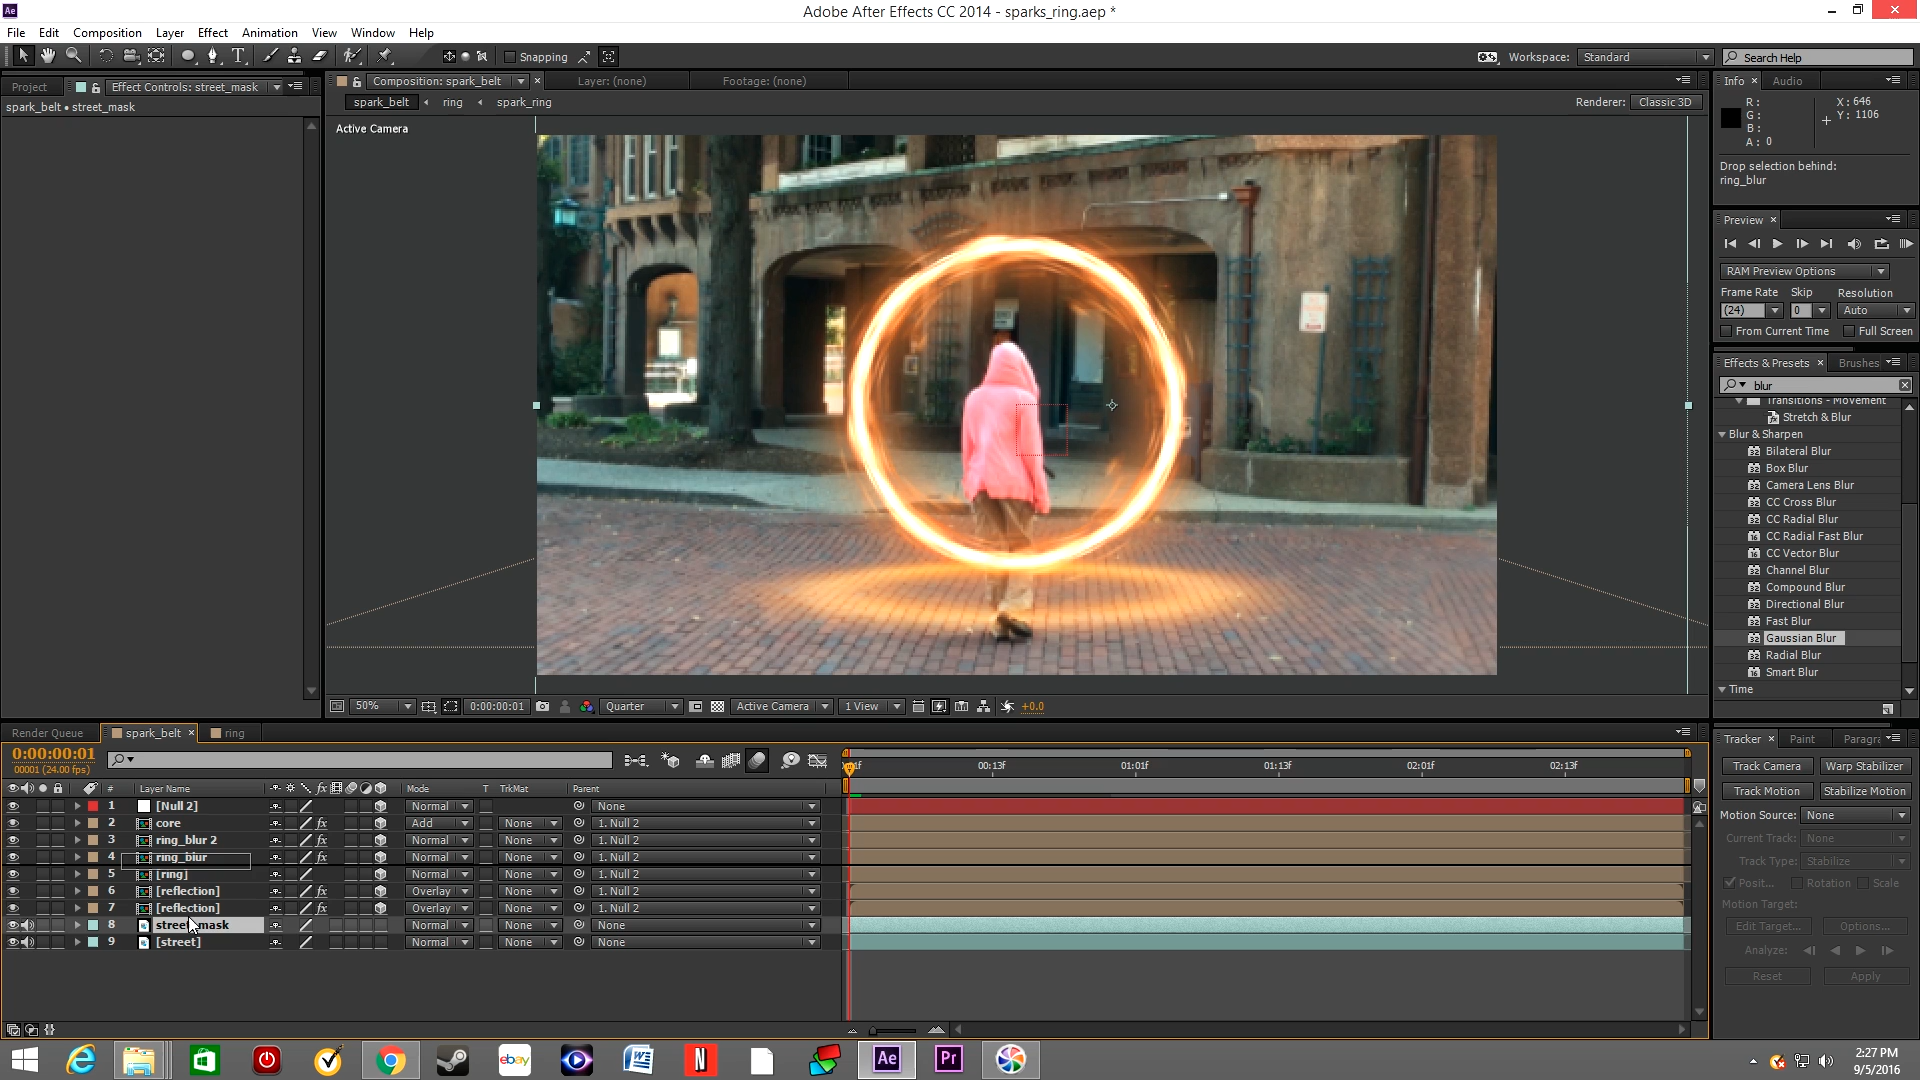 Adobe After Effects CC 2014 - sparks_ring.aep *
File Edit Composition Layer Effect Animation View Window Help
Snapping
Workspace: Standard
Search Help
Project
Effect Controls: street_mask
spark_belt • street_mask
Composition: spark_belt
Layer: (none)
Footage: (none)
spark_belt ring spark_ring
Renderer: Classic 3D
Active Camera
50%
0:00:00:01
Quarter
Active Camera
1 View
+0.0
Info Audio
R:
G:
B:
A: 0
X: 646
Y: 1106
Drop selection behind:
ring_blur
Preview
RAM Preview Options
Frame Rate Skip Resolution
(24) 0 Auto
From Current Time Full Screen
Effects & Presets Brushes
blur
Transitions - Movement
Stretch & Blur
Blur & Sharpen
Bilateral Blur
Box Blur
Camera Lens Blur
CC Cross Blur
CC Radial Blur
CC Radial Fast Blur
CC Vector Blur
Channel Blur
Compound Blur
Directional Blur
Fast Blur
Gaussian Blur
Radial Blur
Smart Blur
Time
Render Queue
spark_belt
ring
0:00:00:01
00001 (24.00 fps)
00:13f 01:01f 01:13f 02:01f 02:13f
# Layer Name Mode T TrkMat Parent
1 [Null 2] Normal None
2 core Add None 1. Null 2
3 ring_blur 2 Normal None 1. Null 2
4 ring_blur Normal None 1. Null 2
5 [ring] Normal None 1. Null 2
6 [reflection] Overlay None 1. Null 2
7 [reflection] Overlay None 1. Null 2
8 street_mask Normal None None
9 [street] Normal None None
Tracker Paint Paragra
Track Camera Warp Stabilizer
Track Motion Stabilize Motion
Motion Source: None
Current Track: None
Track Type: Stabilize
Posit... Rotation Scale
Motion Target:
Edit Target... Options...
Analyze:
Reset Apply
ebay
W
N
Ae
Pr
2:27 PM
9/5/2016